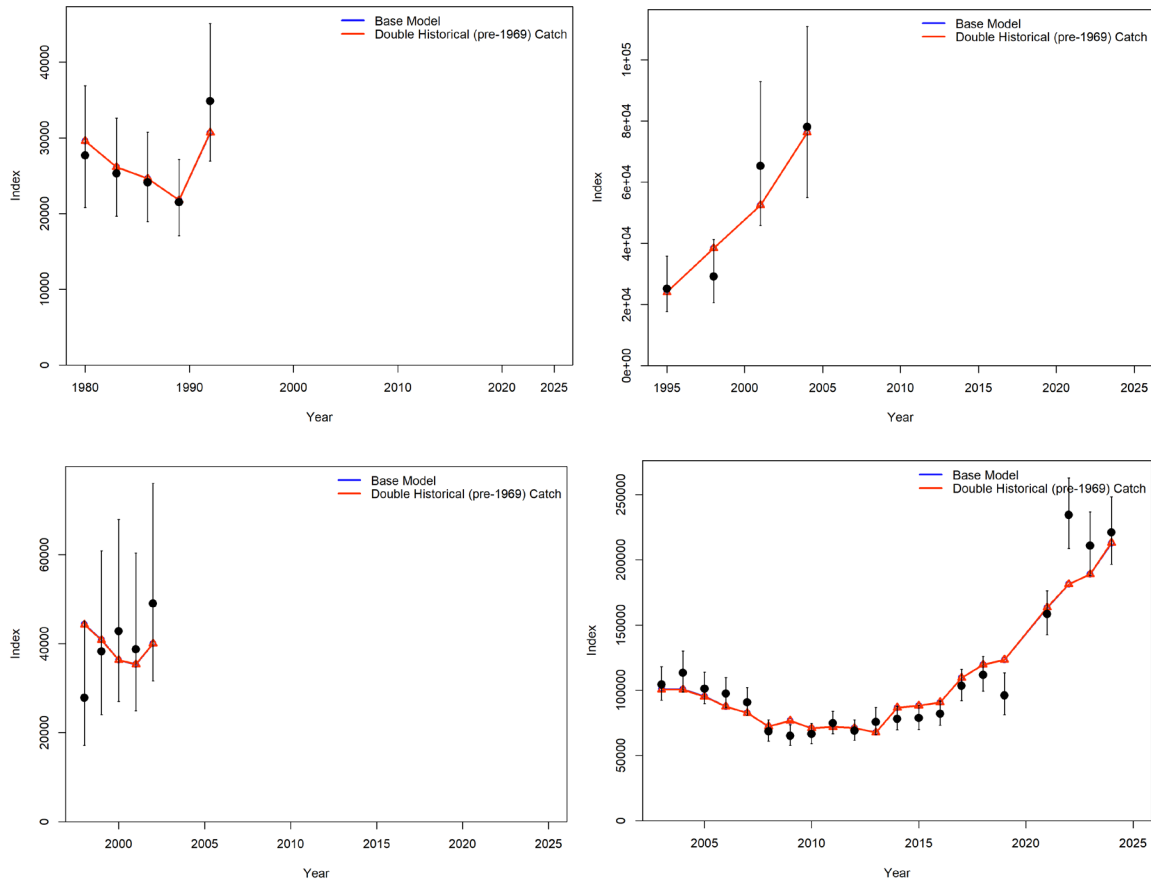 Base Model
Double Historical (pre-1969) Catch
Index
0
10000
20000
30000
40000
1980
1990
2000
2010
2020
2025
Year
Base Model
Double Historical (pre-1969) Catch
Index
0e+00
2e+04
4e+04
6e+04
8e+04
1e+05
1995
2000
2005
2010
2015
2020
2025
Year
Base Model
Double Historical (pre-1969) Catch
Index
0
20000
40000
60000
2000
2005
2010
2015
2020
2025
Year
Base Model
Double Historical (pre-1969) Catch
Index
0
50000
100000
150000
200000
250000
2005
2010
2015
2020
2025
Year